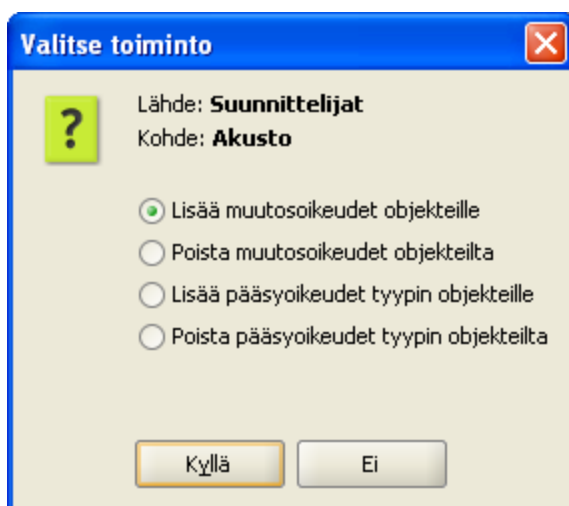 Valitse toiminto
?
Lähde: Suunnittelijat
Kohde: Akusto
Lisää muutosoikeudet objekteille
Poista muutosoikeudet objekteilta
Lisää pääsyoikeudet tyypin objekteille
Poista pääsyoikeudet tyypin objekteilta
Kyllä
Ei